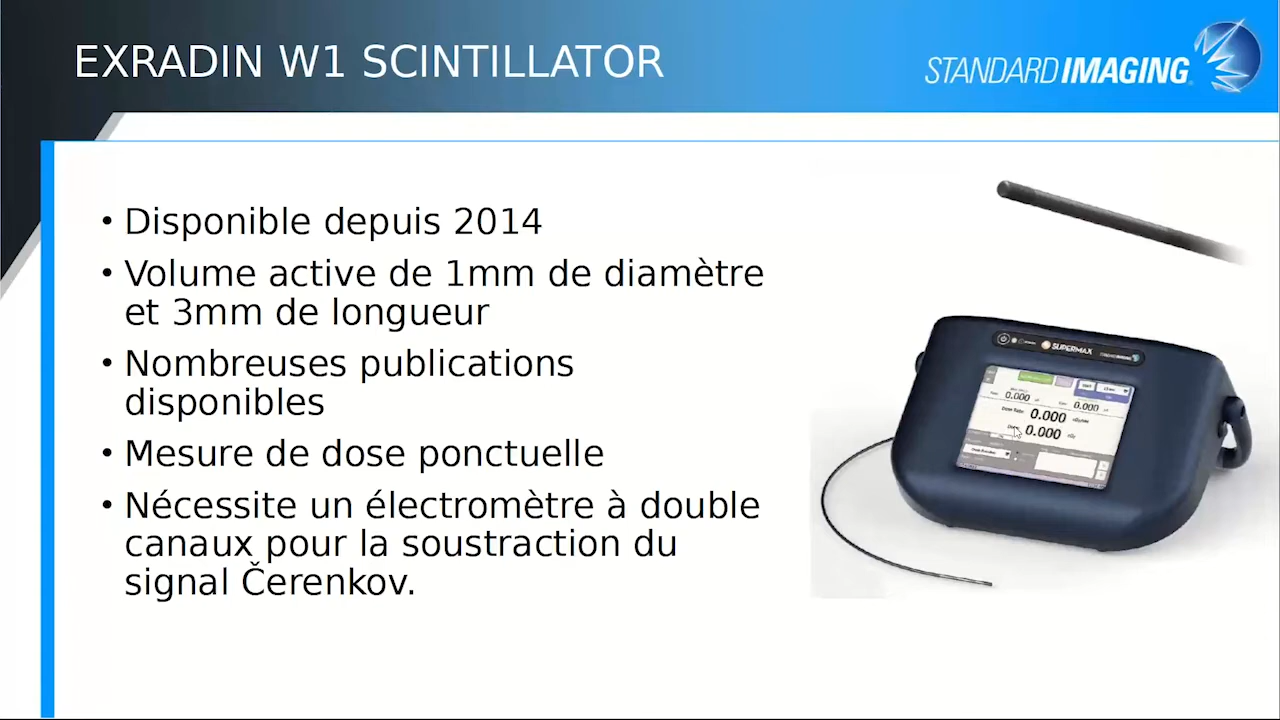 EXRADIN W1 SCINTILLATOR
STANDARD IMAGING
• Disponible depuis 2014
• Volume active de 1mm de diamètre
et 3mm de longueur
• Nombreuses publications
disponibles
• Mesure de dose ponctuelle
• Nécessite un électromètre à double
canaux pour la soustraction du
signal Čerenkov.
SUPERMAX
0.000
0.000
Dose Rate 0.000
0.000